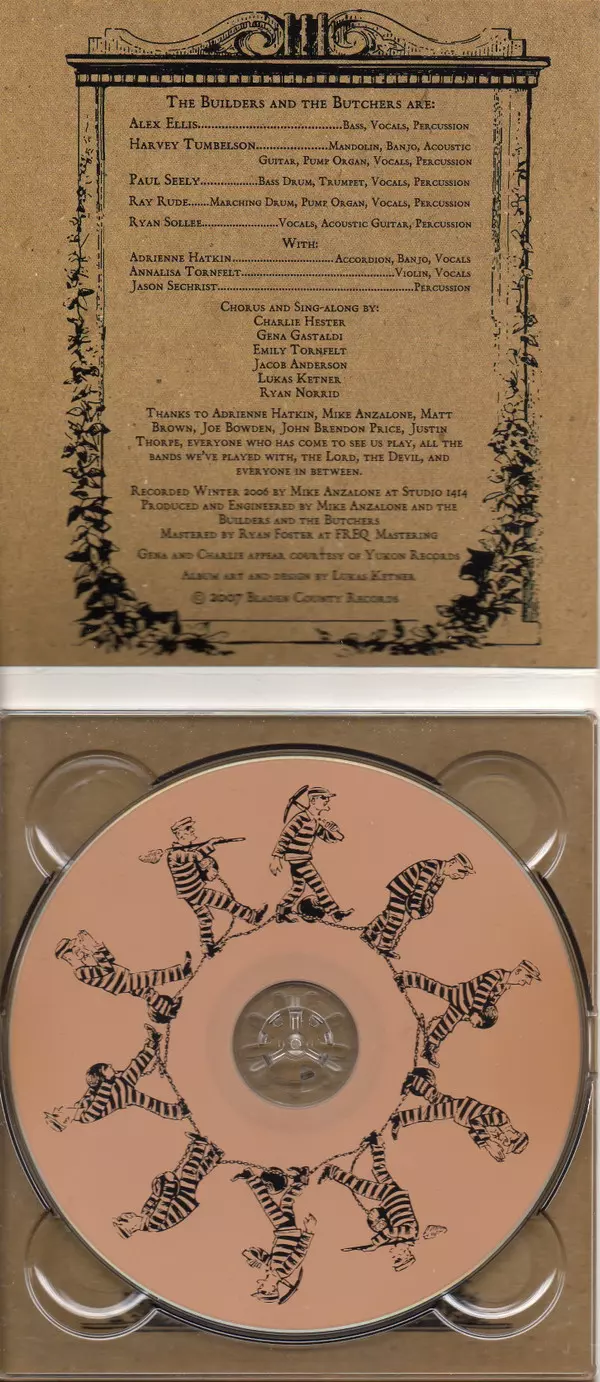 The Builders and the Butchers are:
Alex Ellis..........................................Bass, Vocals, Percussion
Harvey Tumbelson.....................Mandolin, Banjo, Acoustic
Guitar, Pump Organ, Vocals, Percussion
Paul Seely.................Bass Drum, Trumpet, Vocals, Percussion
Ray Rude......Marching Drum, Pump Organ, Vocals, Percussion
Ryan Sollee......................Vocals, Acoustic Guitar, Percussion
With:
Adrienne Hatkin..............................Accordion, Banjo, Vocals
Annalisa Tornfelt.............................................Violin, Vocals
Jason Sechrist..........................................................Percussion
Chorus and Sing-along by:
Charlie Hester
Gena Gastaldi
Emily Tornfelt
Jacob Anderson
Lukas Ketner
Ryan Norrid
Thanks to Adrienne Hatkin, Mike Anzalone, Matt
Brown, Joe Bowden, John Brendon Price, Justin
Thorpe, everyone who has come to see us play, all the
bands we've played with, the Lord, the Devil, and
everyone in between.
Recorded Winter 2006 by Mike Anzalone at Studio 1414
Produced and Engineered by Mike Anzalone and the
Builders and the Butchers
Mastered by Ryan Foster at FREQ Mastering
Gena and Charlie appear courtesy of Yukon Records
Album art and design by Lukas Ketner
© 2007 Bladen County Records